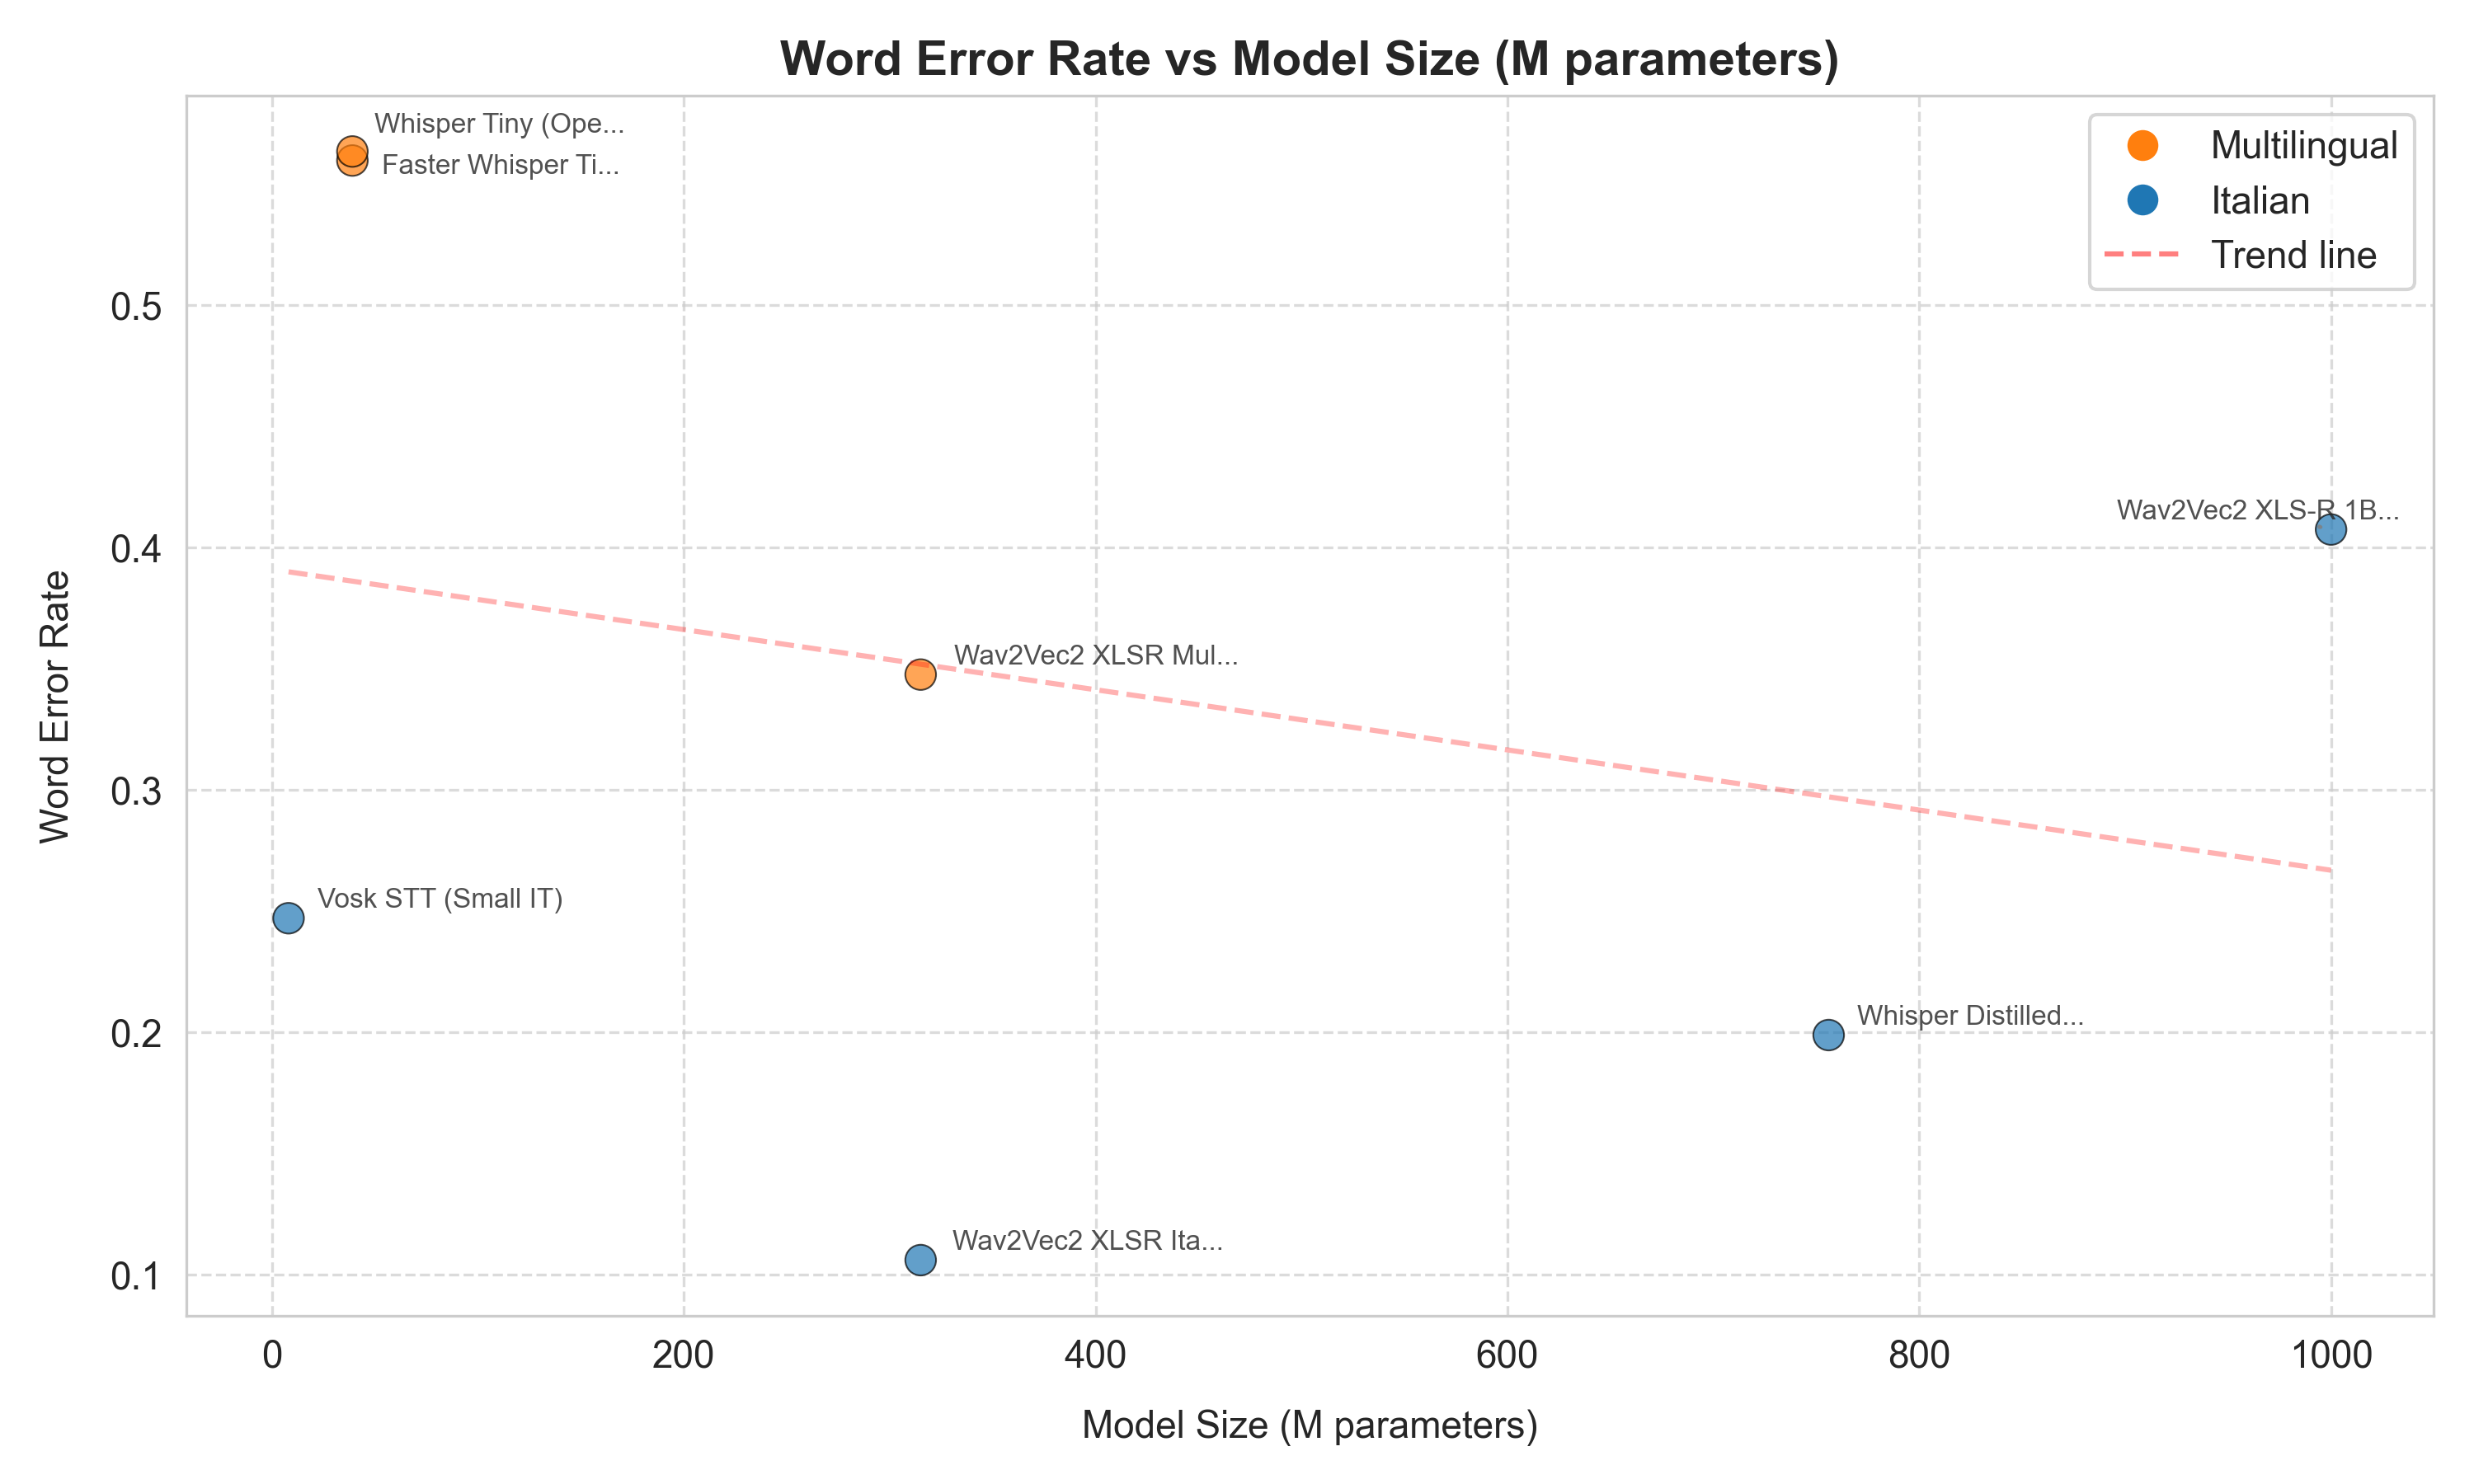 Word Error Rate vs Model Size (M parameters)
Whisper Tiny (Ope...
Faster Whisper Ti...
Multilingual
Italian
Trend line
0.5
Wav2Vec2 XLS-R 1B...
0.4
Wav2Vec2 XLSR Mul...
Word Error Rate
0.3
Vosk STT (Small IT)
Whisper Distilled...
0.2
Wav2Vec2 XLSR Ita...
0.1
0 200 400 600 800 1000
Model Size (M parameters)